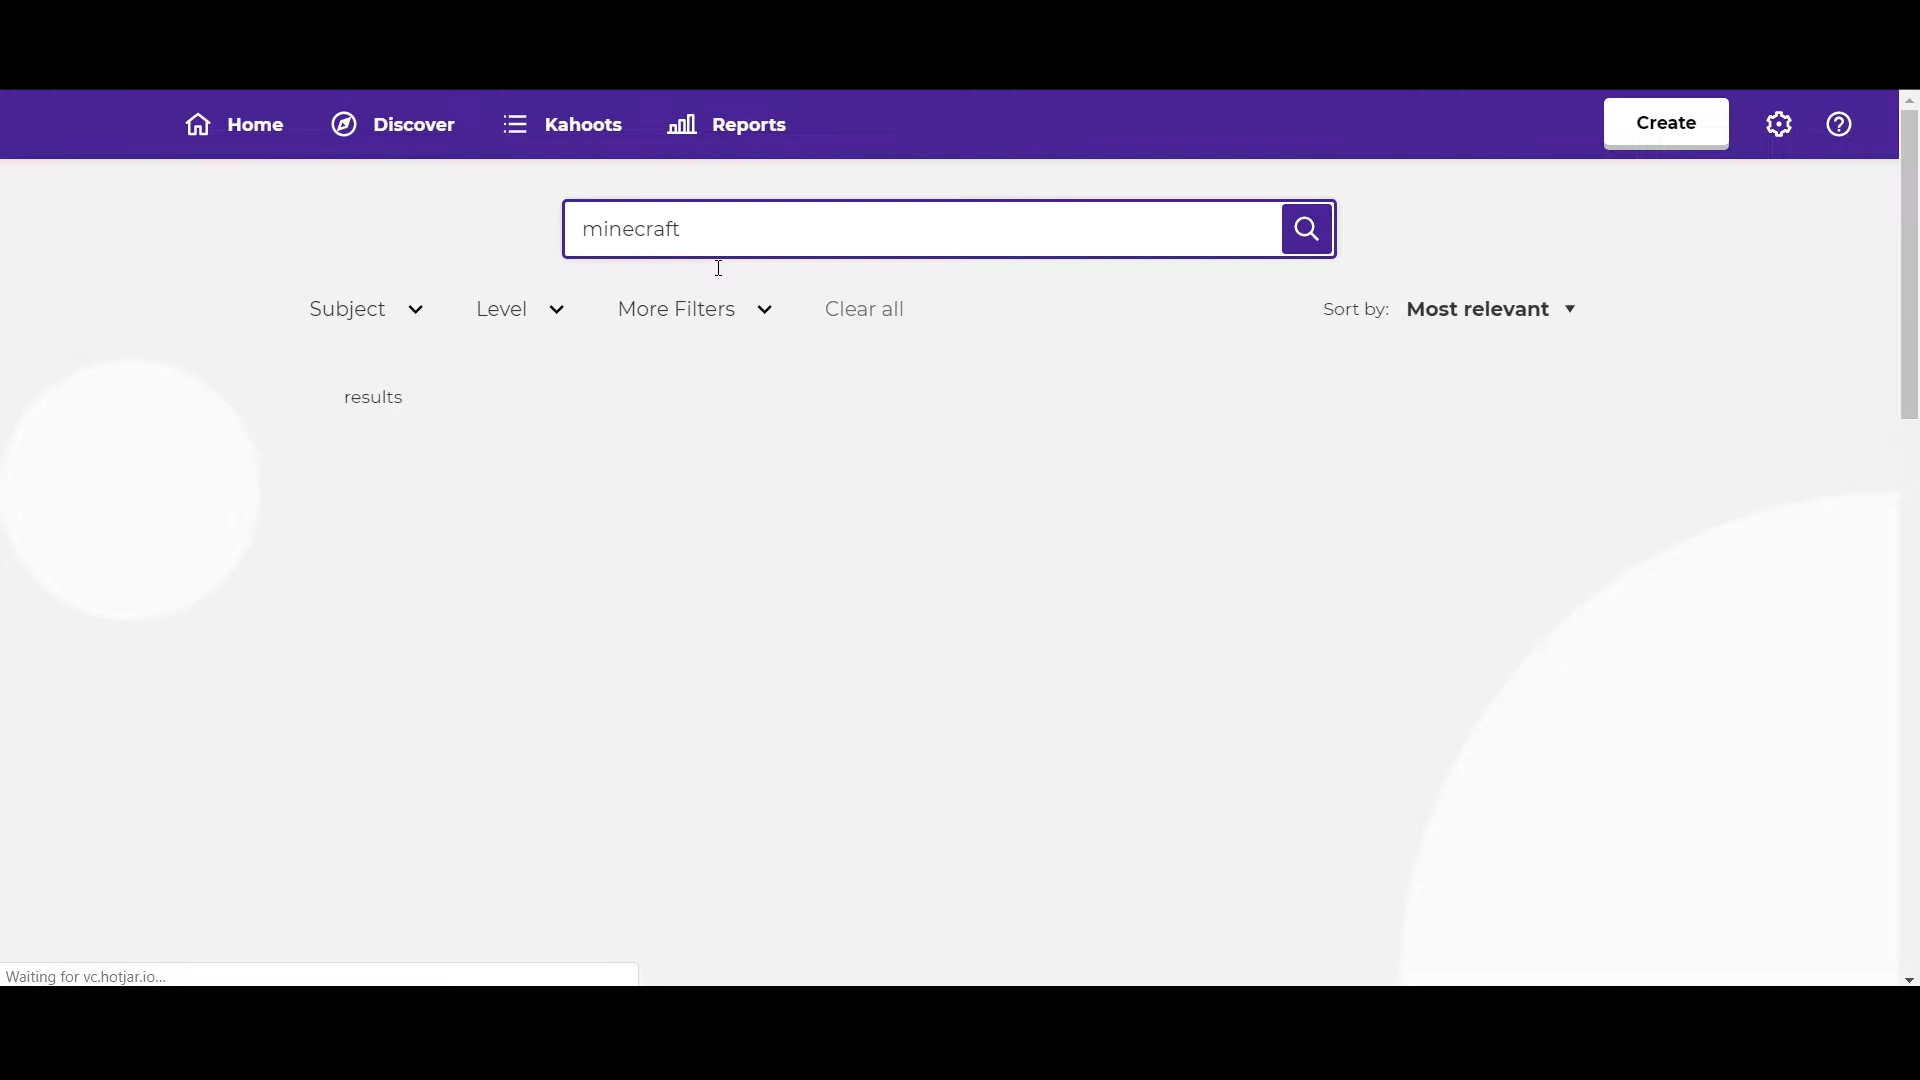 Home Discover Kahoots Reports Create
minecraft
Subject Level More Filters Clear all Sort by: Most relevant
results
Waiting for vc.hotjar.io...